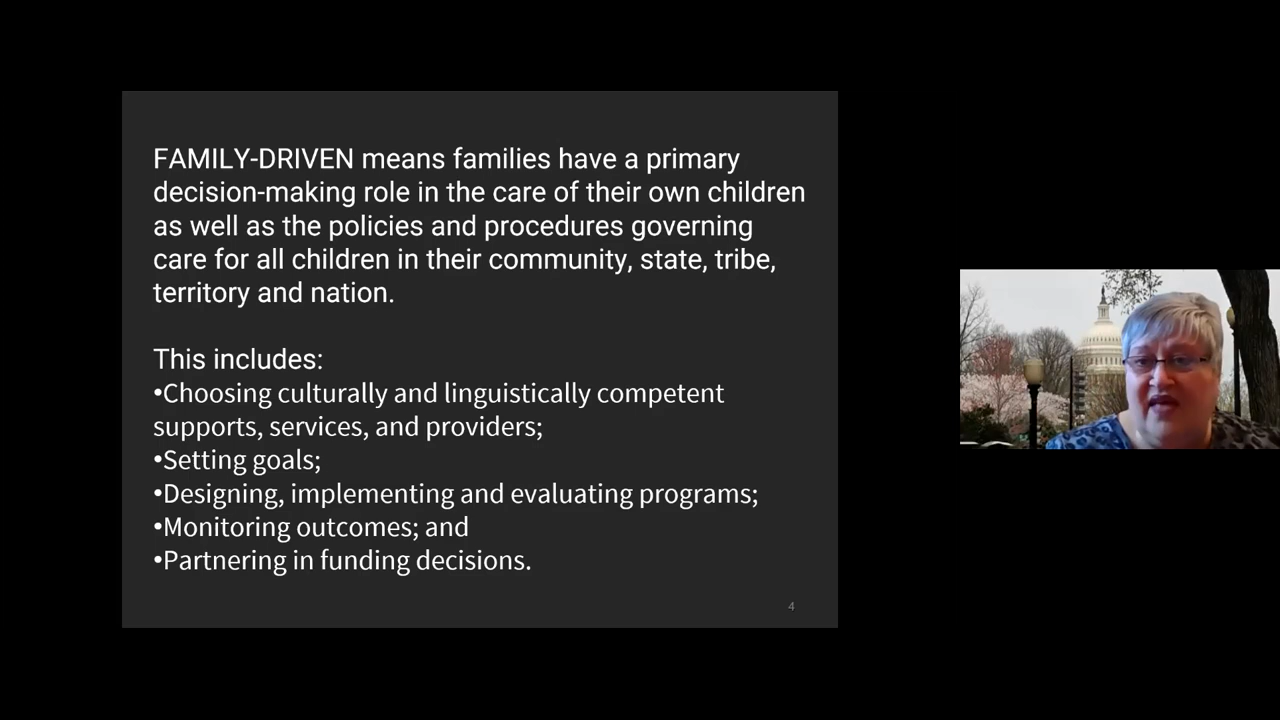 FAMILY-DRIVEN means families have a primary
decision-making role in the care of their own children
as well as the policies and procedures governing
care for all children in their community, state, tribe,
territory and nation.
This includes:
•Choosing culturally and linguistically competent
supports, services, and providers;
•Setting goals;
•Designing, implementing and evaluating programs;
•Monitoring outcomes; and
•Partnering in funding decisions.
4